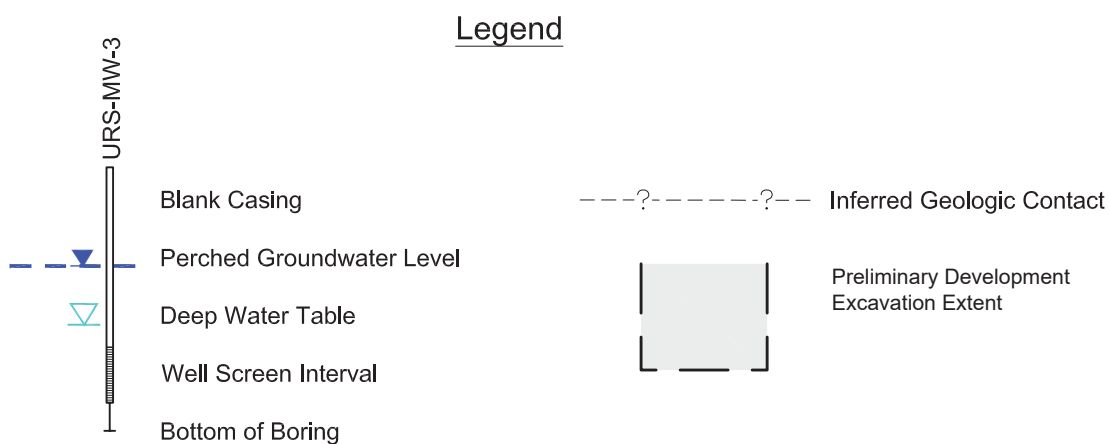 Legend
URS-MW-3
Blank Casing
Perched Groundwater Level
Deep Water Table
Well Screen Interval
Bottom of Boring
? ? Inferred Geologic Contact
Preliminary Development
Excavation Extent